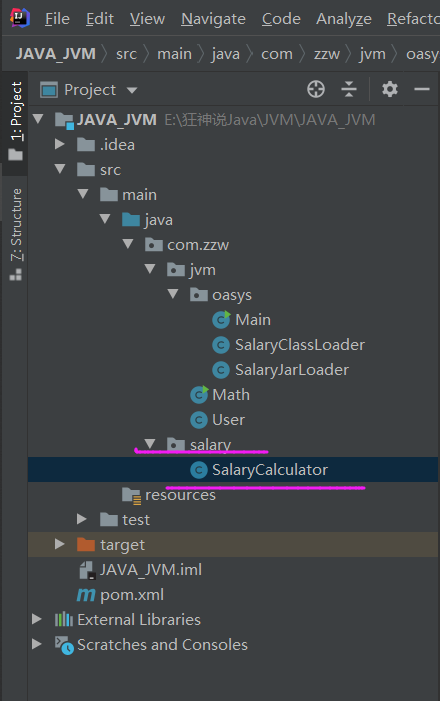 File Edit View Navigate Code Analyze Refacto
JAVA_JVM src main java com zzw jvm oasy
1: Project
7: Structure
Project
JAVA_JVM E:\狂神说Java\JVM\JAVA_JVM
.idea
src
main
java
com.zzw
jvm
oasys
Main
SalaryClassLoader
SalaryJarLoader
Math
User
salary
SalaryCalculator
resources
test
target
JAVA_JVM.iml
pom.xml
External Libraries
Scratches and Consoles